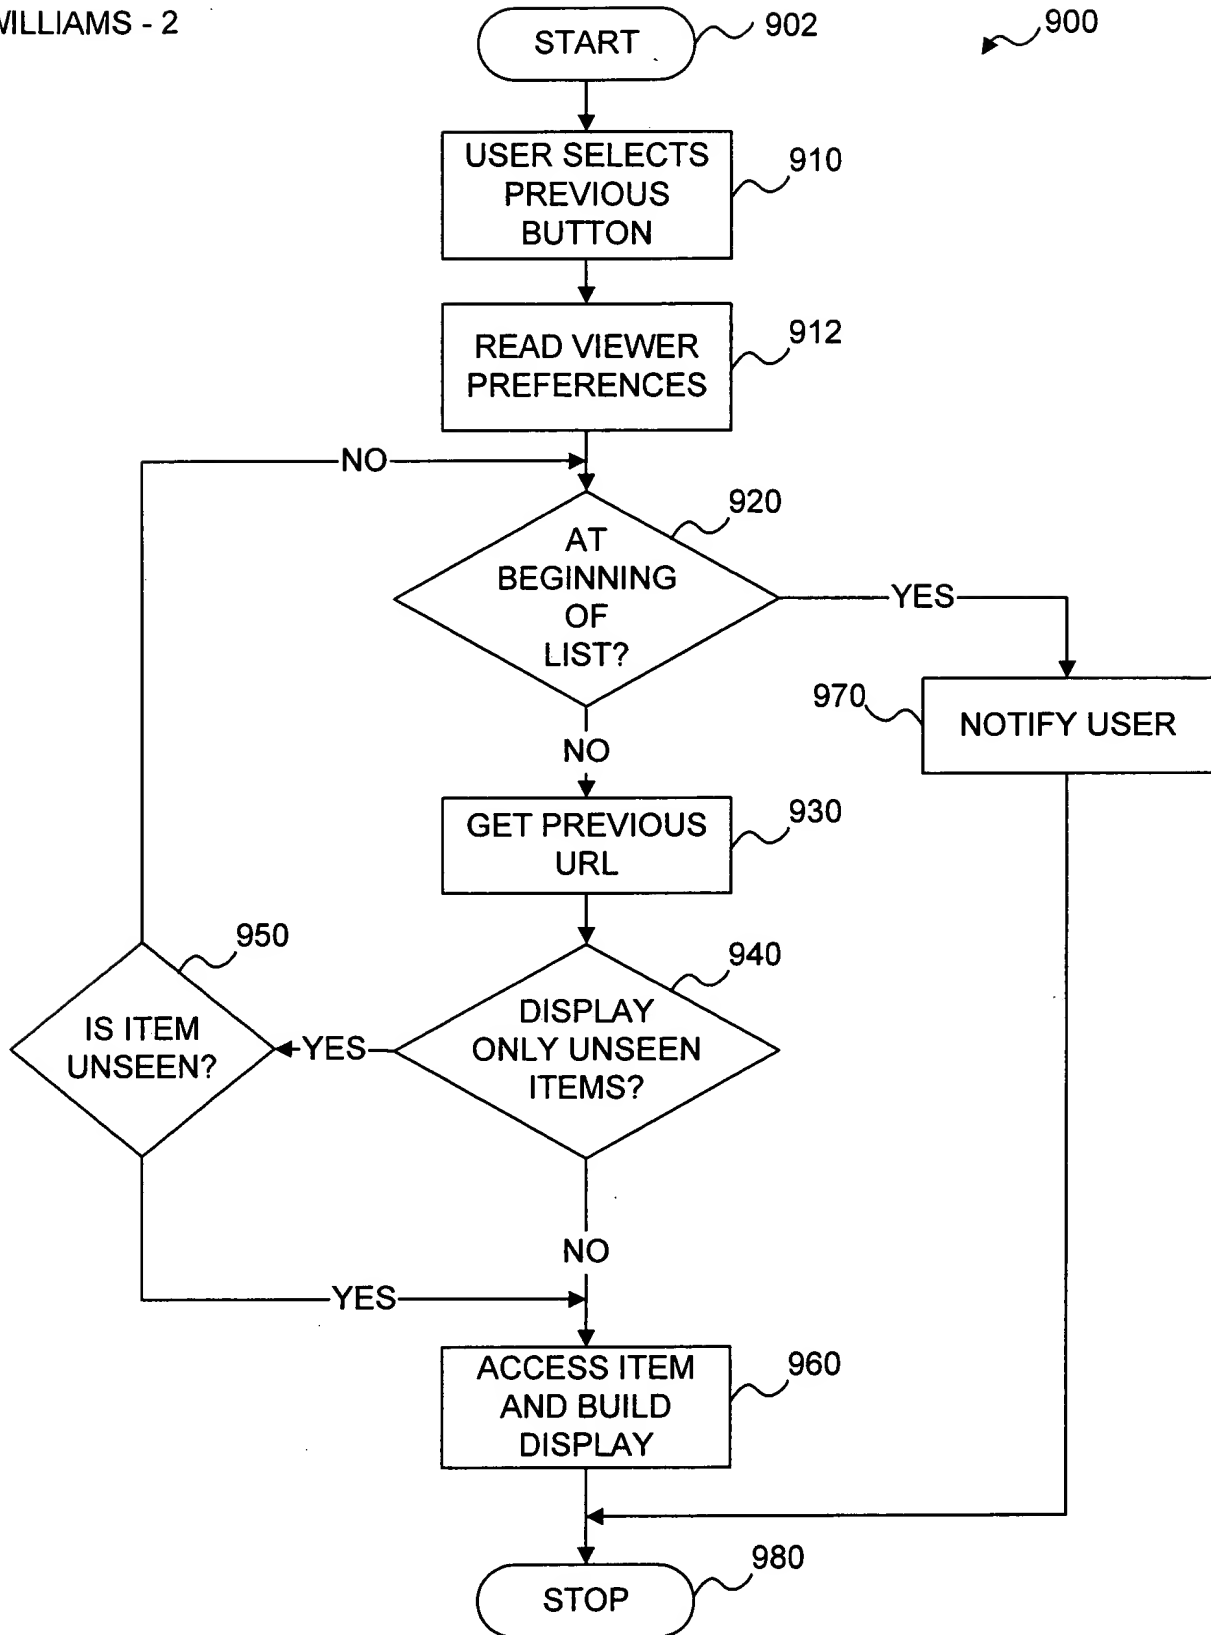 WILLIAMS - 2
START
902
900
USER SELECTS
PREVIOUS
BUTTON
910
READ VIEWER
PREFERENCES
912
NO
920
AT
BEGINNING
OF
LIST?
YES
970
NOTIFY USER
NO
GET PREVIOUS
URL
930
950
940
IS ITEM
UNSEEN?
YES
DISPLAY
ONLY UNSEEN
ITEMS?
NO
YES
ACCESS ITEM
AND BUILD
DISPLAY
960
980
STOP